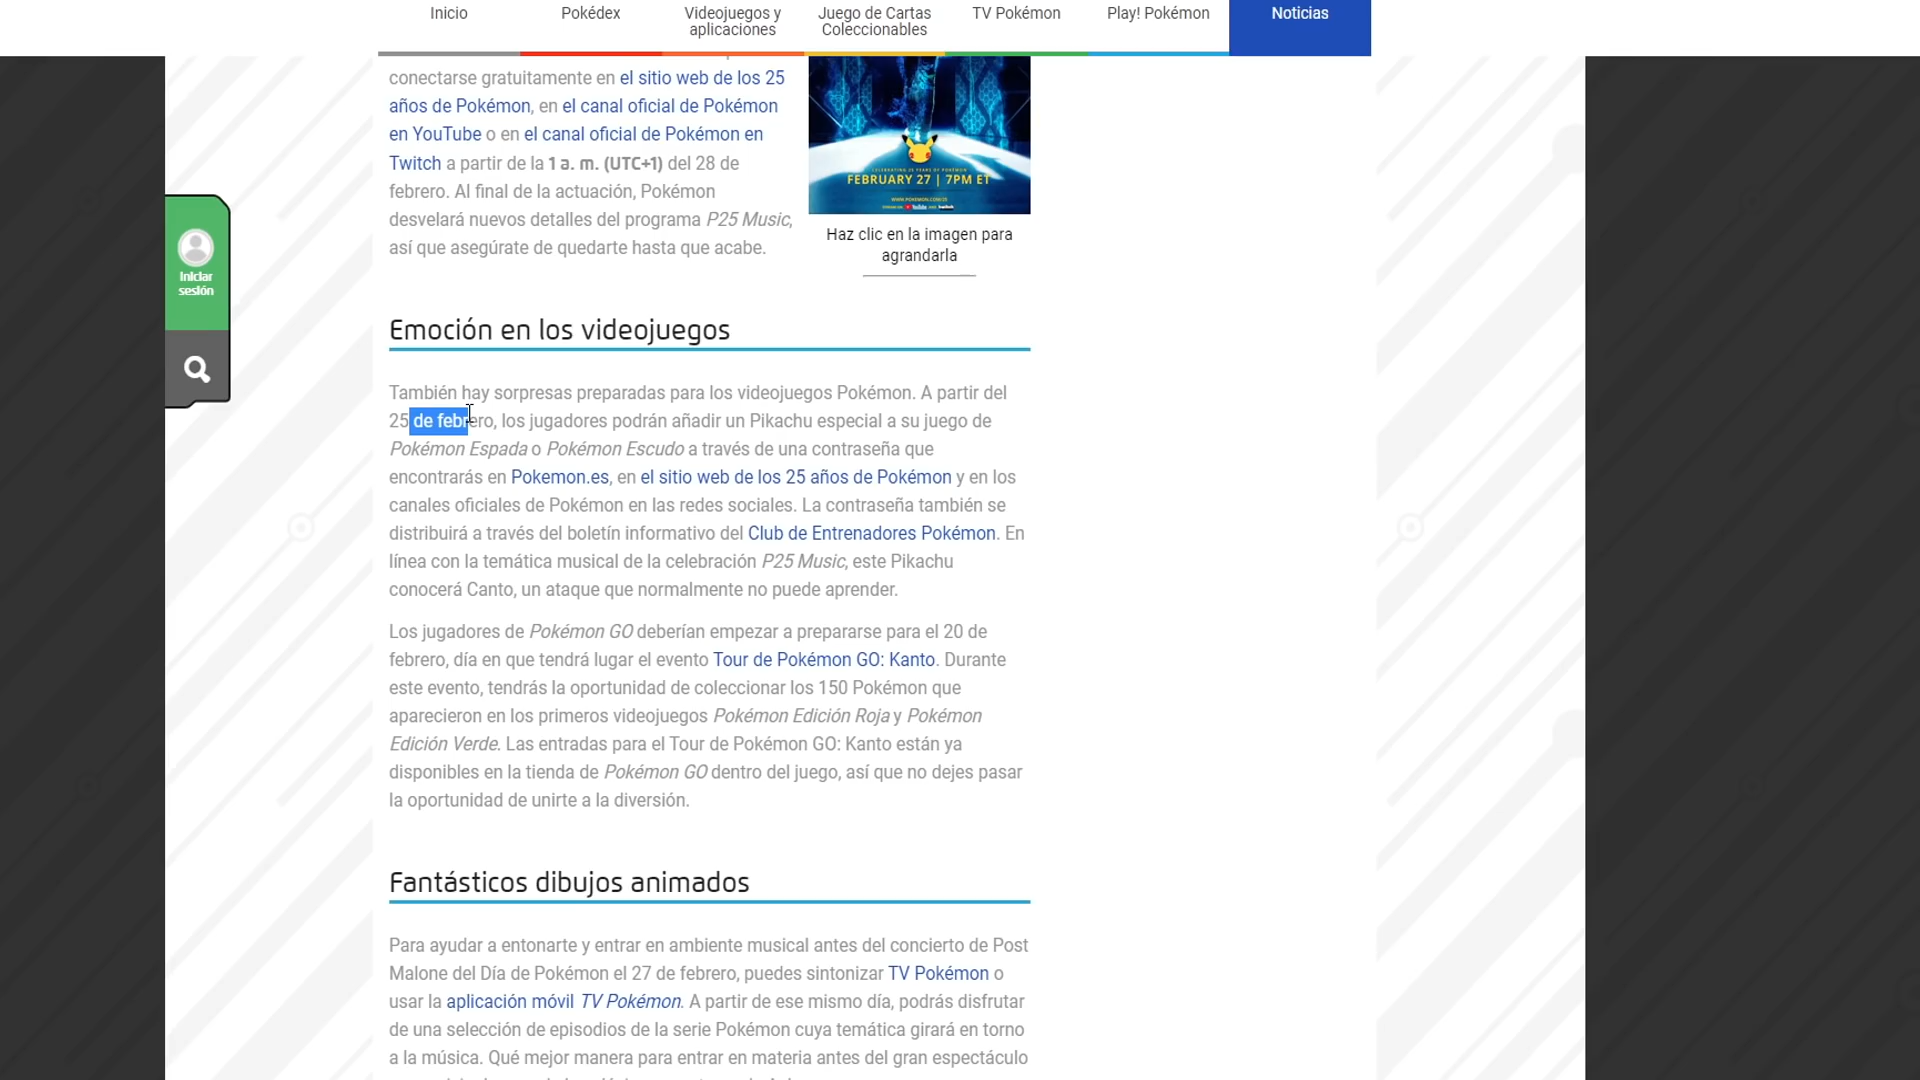 Inicio
Pokédex
Videojuegos y
aplicaciones
Juego de Cartas
Coleccionables
TV Pokémon
Play! Pokémon
Noticias
conectarse gratuitamente en el sitio web de los 25
años de Pokémon, en el canal oficial de Pokémon
en YouTube o en el canal oficial de Pokémon en
Twitch a partir de la 1 a. m. (UTC+1) del 28 de
febrero. Al final de la actuación, Pokémon
desvelará nuevos detalles del programa P25 Music,
así que asegúrate de quedarte hasta que acabe.
CELEBRATING 25 YEARS OF POKÉMON
FEBRUARY 27 | 7PM ET
YouTube
Haz clic en la imagen para
agrandarla
Iniciar
sesión
Emoción en los videojuegos
También hay sorpresas preparadas para los videojuegos Pokémon. A partir del
25 de febrero, los jugadores podrán añadir un Pikachu especial a su juego de
Pokémon Espada o Pokémon Escudo a través de una contraseña que
encontrarás en Pokemon.es, en el sitio web de los 25 años de Pokémon y en los
canales oficiales de Pokémon en las redes sociales. La contraseña también se
distribuirá a través del boletín informativo del Club de Entrenadores Pokémon. En
línea con la temática musical de la celebración P25 Music, este Pikachu
conocerá Canto, un ataque que normalmente no puede aprender.
Los jugadores de Pokémon GO deberían empezar a prepararse para el 20 de
febrero, día en que tendrá lugar el evento Tour de Pokémon GO: Kanto. Durante
este evento, tendrás la oportunidad de coleccionar los 150 Pokémon que
aparecieron en los primeros videojuegos Pokémon Edición Roja y Pokémon
Edición Verde. Las entradas para el Tour de Pokémon GO: Kanto están ya
disponibles en la tienda de Pokémon GO dentro del juego, así que no dejes pasar
la oportunidad de unirte a la diversión.
Fantásticos dibujos animados
Para ayudar a entonarte y entrar en ambiente musical antes del concierto de Post
Malone del Día de Pokémon el 27 de febrero, puedes sintonizar TV Pokémon o
usar la aplicación móvil TV Pokémon. A partir de ese mismo día, podrás disfrutar
de una selección de episodios de la serie Pokémon cuya temática girará en torno
a la música. Qué mejor manera para entrar en materia antes del gran espectáculo